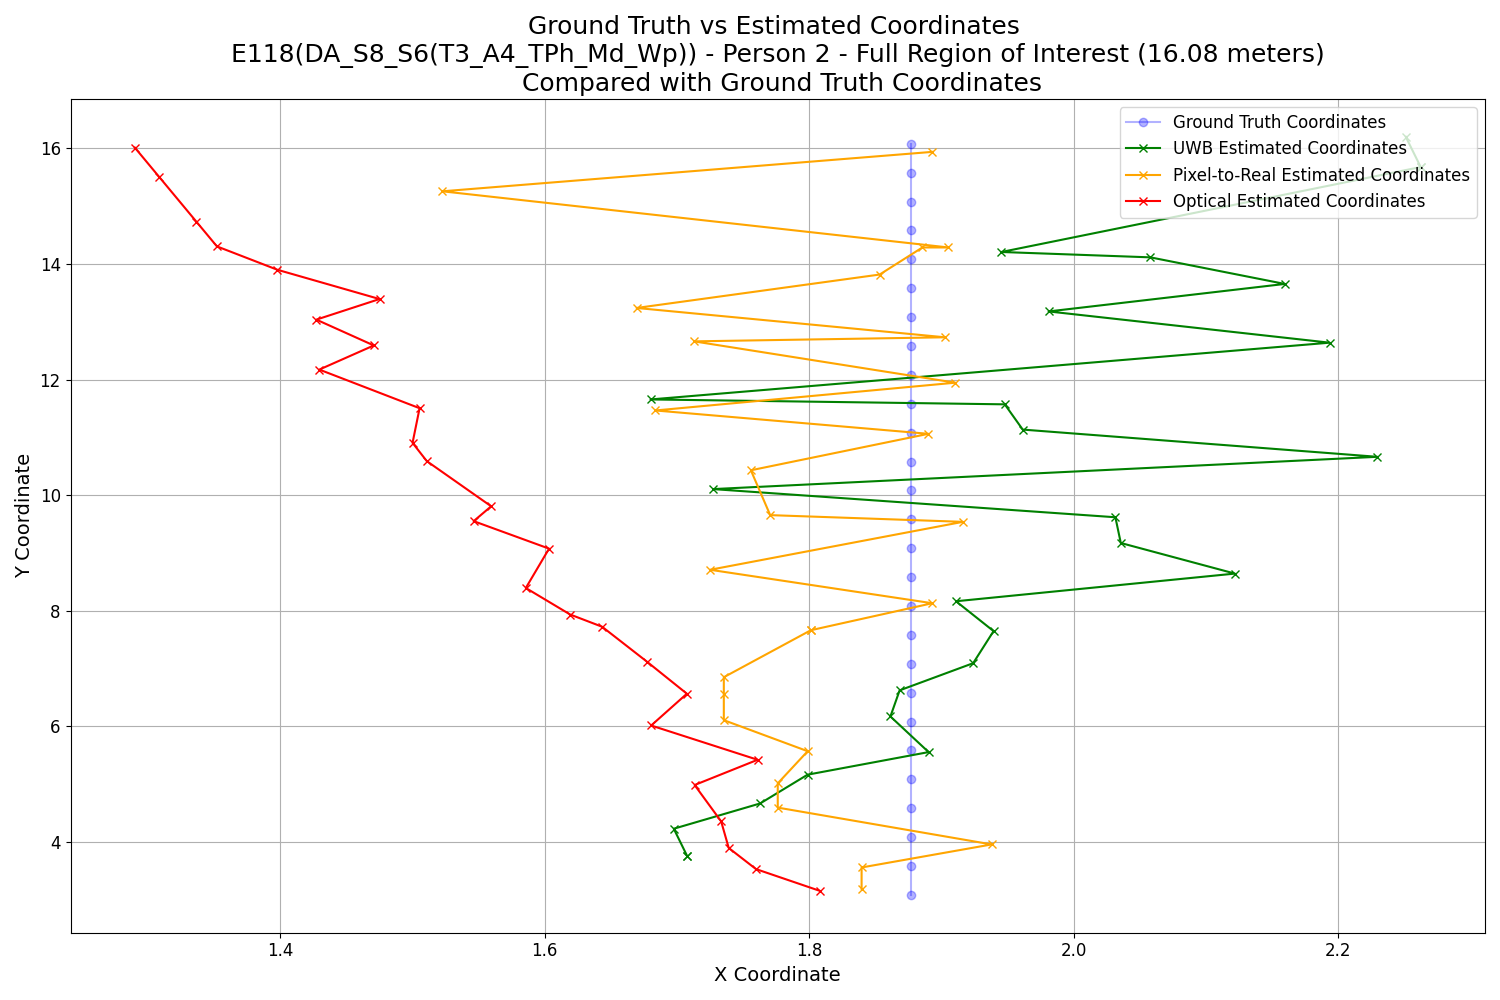 Ground Truth vs Estimated Coordinates
E118(DA_S8_S6(T3_A4_TPh_Md_Wp)) - Person 2 - Full Region of Interest (16.08 meters)
Compared with Ground Truth Coordinates
Ground Truth Coordinates
UWB Estimated Coordinates
Pixel-to-Real Estimated Coordinates
Optical Estimated Coordinates
Y Coordinate
16
14
12
10
8
6
4
1.4
1.6
1.8
2.0
2.2
X Coordinate